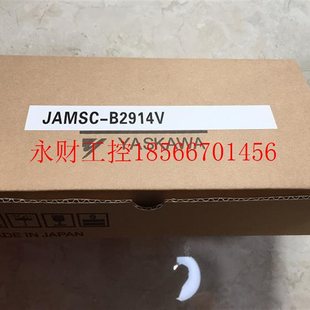 JAMSC-B2914V
YASKAWA
永财工控18566701456
MADE IN JAPAN